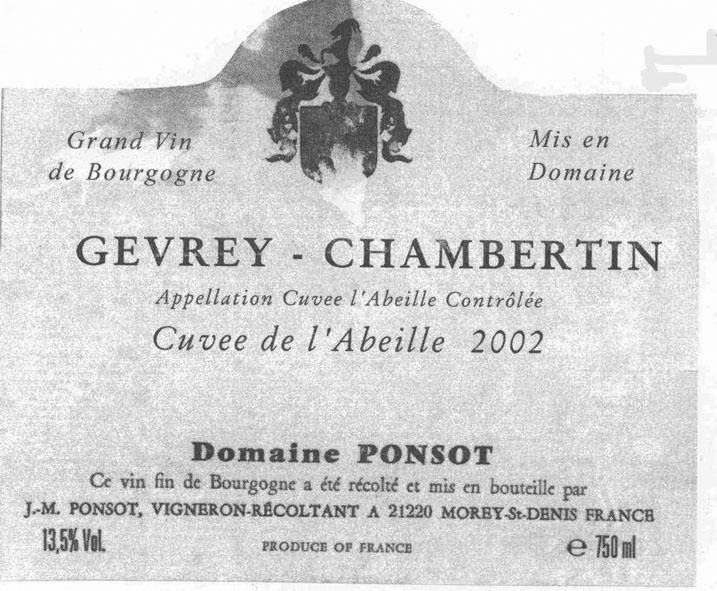 Grand Vin
de Bourgogne
Mis en
Domaine
GEVREY - CHAMBERTIN
Appellation Cuvee l'Abeille Contrôlée
Cuvee de l'Abeille 2002
Domaine PONSOT
Ce vin fin de Bourgogne a été récolté et mis en bouteille par
J.-M. PONSOT, VIGNERON-RÉCOLTANT A 21220 MOREY-St-DENIS FRANCE
13,5% Vol.
PRODUCE OF FRANCE
e 750 ml